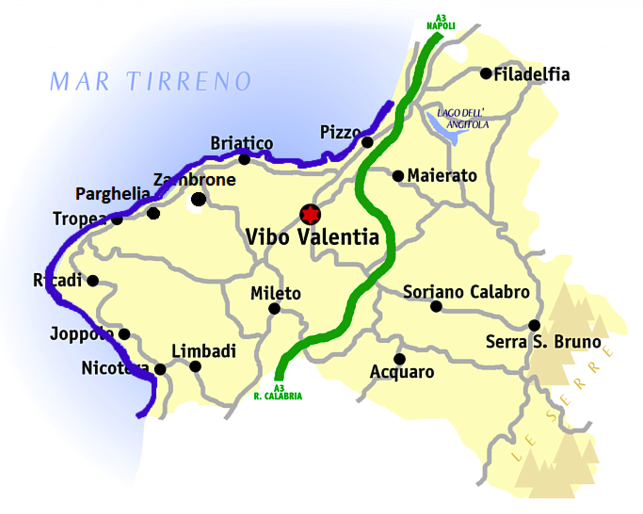 A3
NAPOLI
MAR TIRRENO
Filadelfia
LAGO DELL'
ANGITOLA
Pizzo
Briatico
Maierato
Zambrone
Parghelia
Tropea
Vibo Valentia
Ricadi
Mileto
Soriano Calabro
Joppolo
Serra S. Bruno
Limbadi
Nicotera
Acquaro
A3
R. CALABRIA
LE SERRE